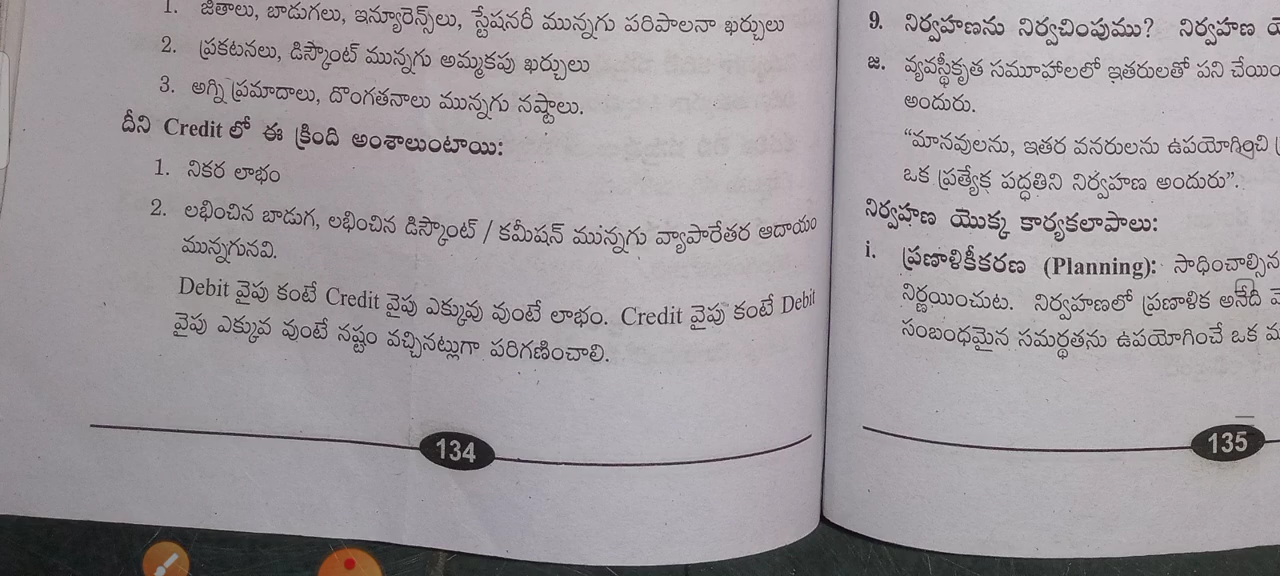 1. జీతాలు, బాడుగలు, ఇన్యూరెన్స్‌లు, స్టేషనరీ మున్నగు పరిపాలనా ఖర్చులు
2. ప్రకటనలు, డిస్కౌంట్ మున్నగు అమ్మకపు ఖర్చులు
3. అగ్ని ప్రమాదాలు, దొంగతనాలు మున్నగు నష్టాలు.
దీని Credit లో ఈ క్రింది అంశాలుంటాయి:
1. నికర లాభం
2. లభించిన బాడుగ, లభించిన డిస్కౌంట్ / కమీషన్ మున్నగు వ్యాపారేతర ఆదాయం
మున్నగునవి.
Debit వైపు కంటే Credit వైపు ఎక్కువు వుంటే లాభం. Credit వైపు కంటే Debit
వైపు ఎక్కువ వుంటే నష్టం వచ్చినట్లుగా పరిగణించాలి.
134
9. నిర్వహణను నిర్వచింపుము? నిర్వహణ
జ. వ్యవస్థీకృత సమూహాలలో ఇతరులతో పని
అందురు.
“మానవులను, ఇతర వనరులను ఉపయోగించి
ఒక ప్రత్యేక పద్ధతిని నిర్వహణ అందురు”.
నిర్వహణ యొక్క కార్యకలాపాలు:
i. ప్రణాళికీకరణ (Planning): సాధించాల్సిన
నిర్ణయించుట. నిర్వహణలో ప్రణాళిక అనేది
సంబంధమైన సమర్థతను ఉపయోగించే ఒక
135